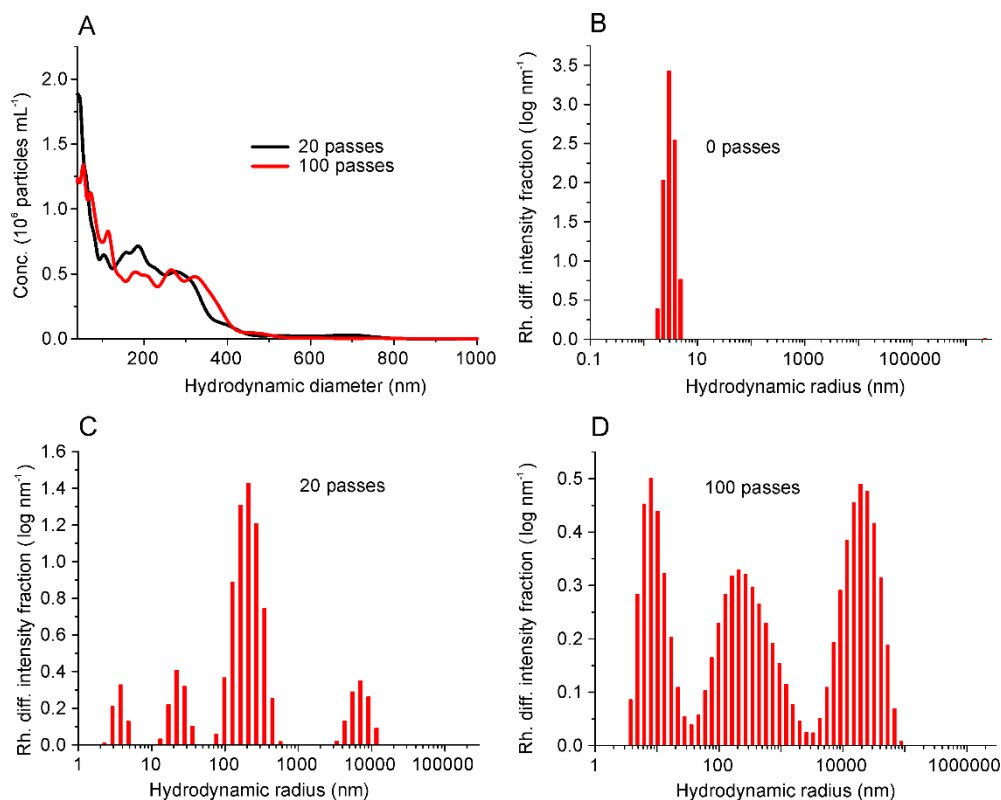 A
Conc. (10⁶ particles mL⁻¹)
2.0
1.5
1.0
0.5
0.0
20 passes
100 passes
200 400 600 800 1000
Hydrodynamic diameter (nm)
B
Rh. diff. intensity fraction ( log nm⁻¹)
3.5
3.0
2.5
2.0
1.5
1.0
0.5
0.0
0 passes
0.1 10 1000 100000
Hydrodynamic radius (nm)
C
Rh. diff. intensity fraction ( log nm⁻¹)
1.6
1.4
1.2
1.0
0.8
0.6
0.4
0.2
0.0
20 passes
1 10 100 1000 10000 100000
Hydrodynamic radius (nm)
D
Rh. diff. intensity fraction ( log nm⁻¹)
0.5
0.4
0.3
0.2
0.1
0.0
100 passes
1 100 10000 1000000
Hydrodynamic radius (nm)